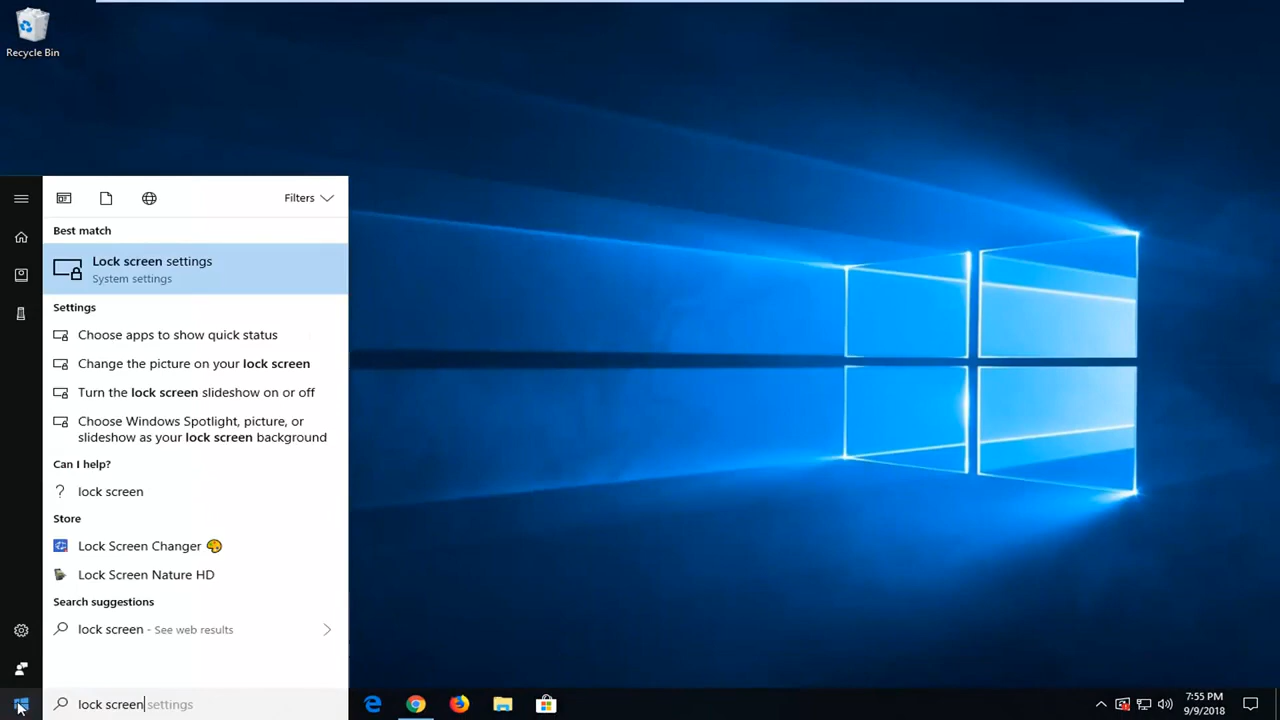 Recycle Bin
Filters
Best match
Lock screen settings
System settings
Settings
Choose apps to show quick status
Change the picture on your lock screen
Turn the lock screen slideshow on or off
Choose Windows Spotlight, picture, or
slideshow as your lock screen background
Can I help?
? lock screen
Store
Lock Screen Changer 🎨
Lock Screen Nature HD
Search suggestions
lock screen - See web results
lock screen settings
7:55 PM
9/9/2018